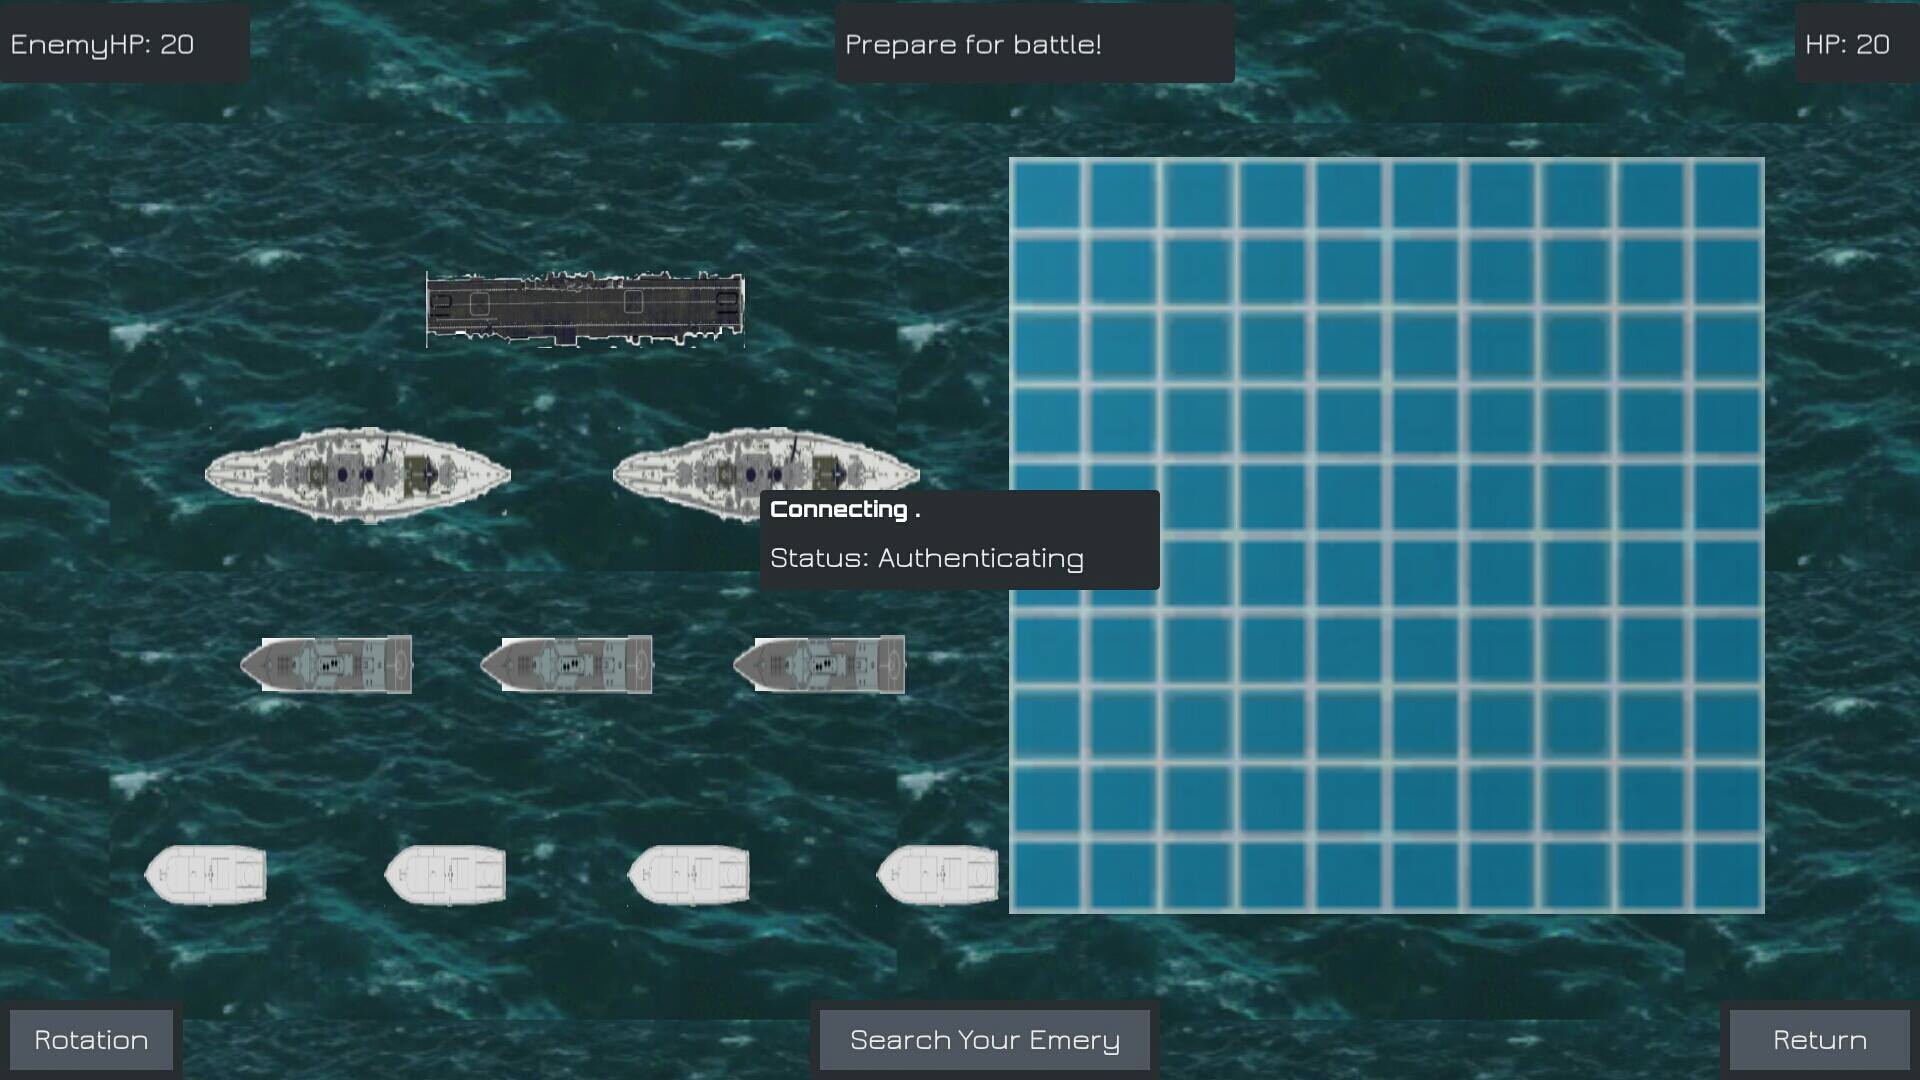 EnemyHP: 20
Prepare for battle!
HP: 20
Connecting .
Status: Authenticating
Rotation
Search Your Emery
Return